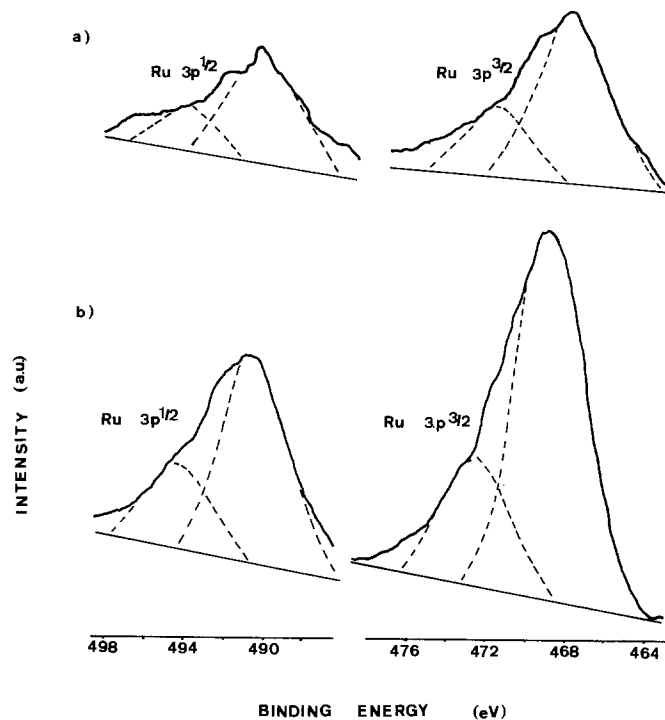 a)
Ru 3p1/2
Ru 3p3/2
b)
Ru 3p1/2
Ru 3p3/2
INTENSITY (a.u)
498 494 490 476 472 468 464
BINDING ENERGY (eV)